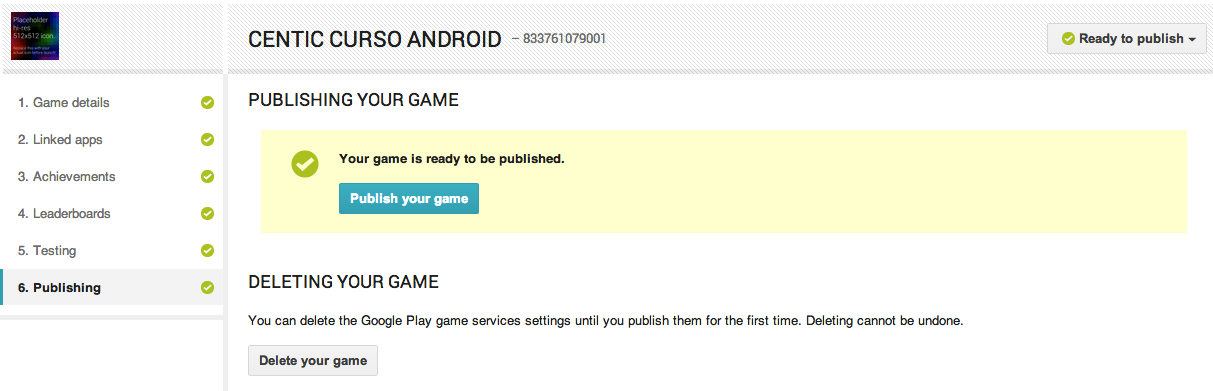 Placeholder
hi-res
512x512 icon.
CENTIC CURSO ANDROID – 833761079001
Ready to publish
1. Game details
2. Linked apps
3. Achievements
4. Leaderboards
5. Testing
6. Publishing
PUBLISHING YOUR GAME
Your game is ready to be published.
Publish your game
DELETING YOUR GAME
You can delete the Google Play game services settings until you publish them for the first time. Deleting cannot be undone.
Delete your game